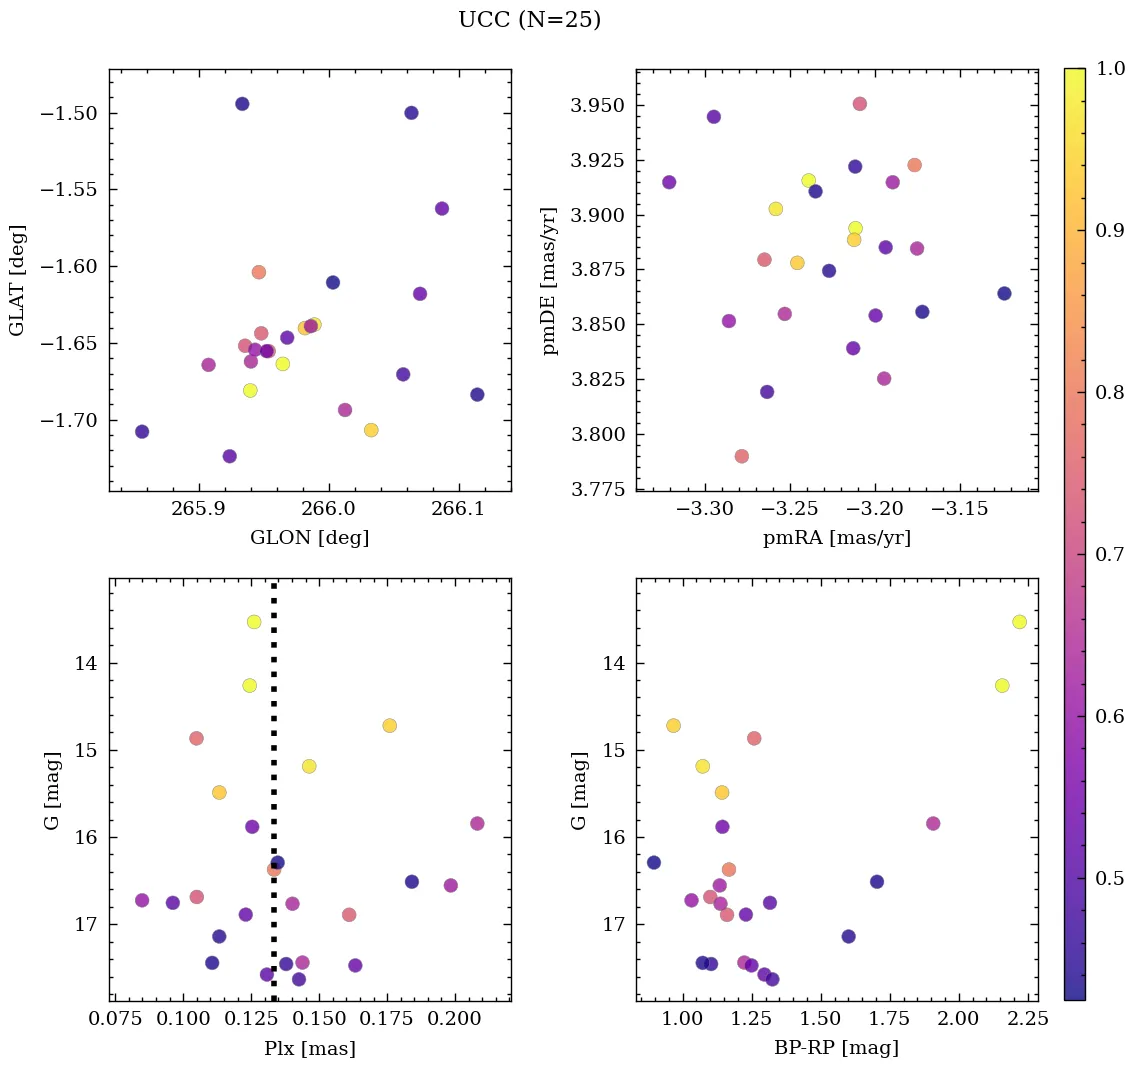 UCC (N=25)
−1.50
−1.55
−1.60
−1.65
−1.70
GLAT [deg]
265.9 266.0 266.1
GLON [deg]
3.950
3.925
3.900
3.875
3.850
3.825
3.800
3.775
pmDE [mas/yr]
−3.30 −3.25 −3.20 −3.15
pmRA [mas/yr]
14
15
16
17
G [mag]
0.075 0.100 0.125 0.150 0.175 0.200
Plx [mas]
14
15
16
17
G [mag]
1.00 1.25 1.50 1.75 2.00 2.25
BP-RP [mag]
1.0
0.9
0.8
0.7
0.6
0.5